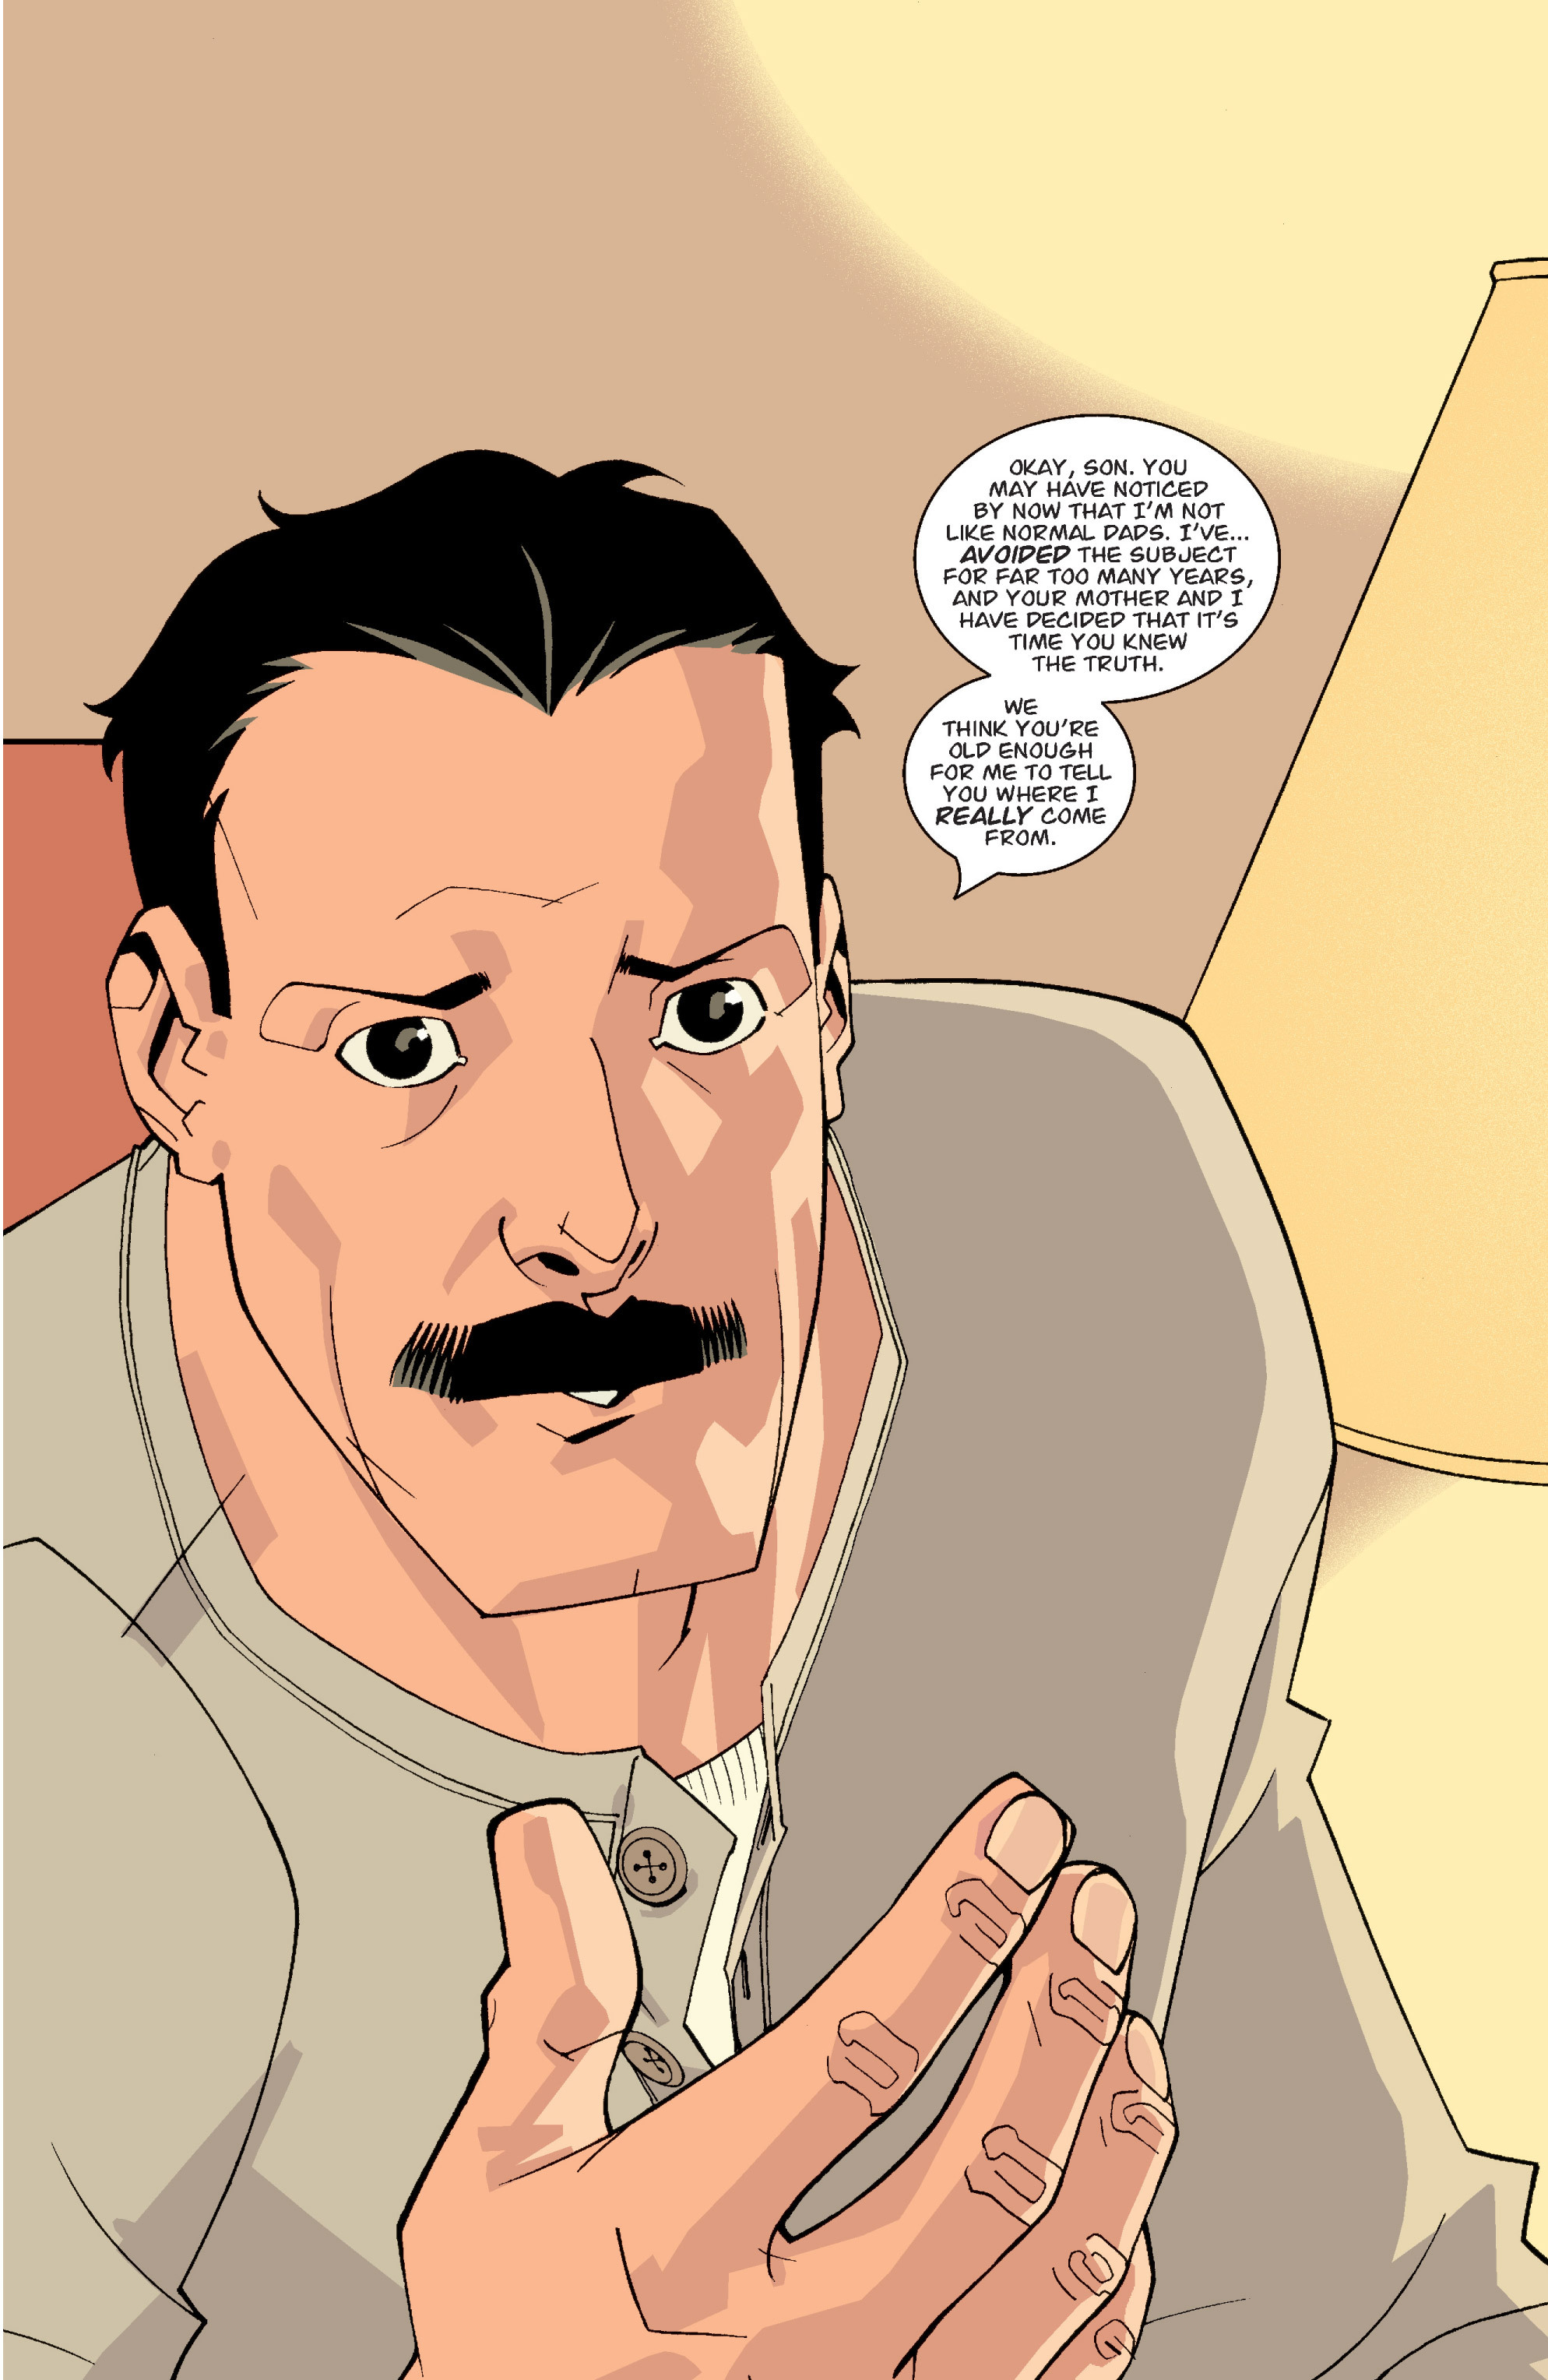 OKAY, SON. YOU
MAY HAVE NOTICED
BY NOW THAT I'M NOT
LIKE NORMAL DADS. I'VE...
AVOIDED THE SUBJECT
FOR FAR TOO MANY YEARS,
AND YOUR MOTHER AND I
HAVE DECIDED THAT IT'S
TIME YOU KNEW
THE TRUTH.
WE
THINK YOU'RE
OLD ENOUGH
FOR ME TO TELL
YOU WHERE I
REALLY COME
FROM.